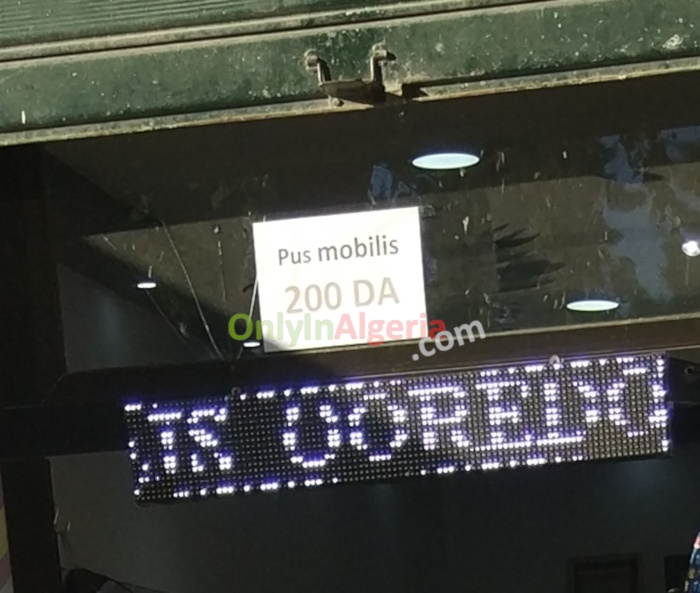 Pus mobilis
200 DA
OnlyInAlgeria
.com
OOREDO